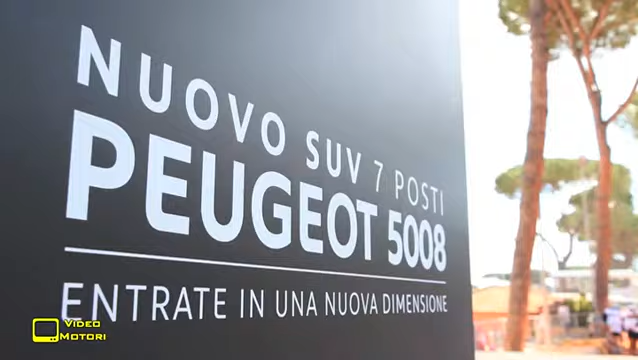 NUOVO SUV 7 POSTI
PEUGEOT 5008
ENTRATE IN UNA NUOVA DIMENSIONE
VIDEO
MOTORI